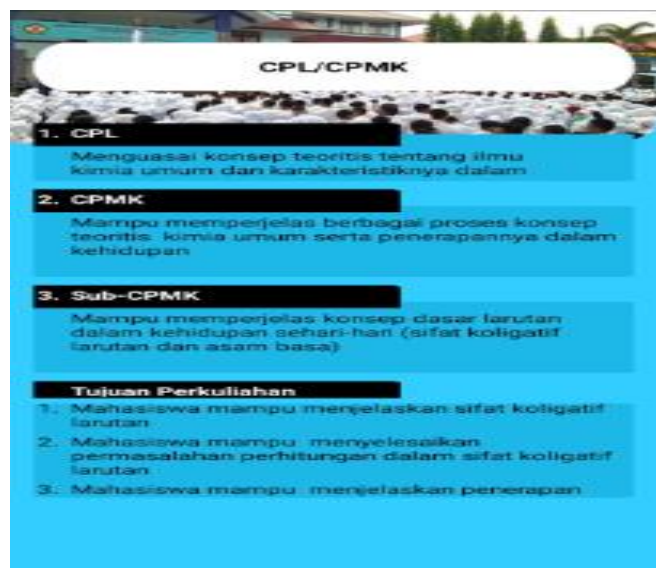 CPL/CPMK
1. CPL
Menguasai konsep teoritis tentang ilmu
kimia umum dan karakteristiknya dalam
2. CPMK
Mampu memperjelas berbagai proses konsep
teoritis kimia umum serta penerapannya dalam
kehidupan
3. Sub-CPMK
Mampu memperjelas konsep dasar larutan
dalam kehidupan sehari-hari (sifat koligatif
larutan dan asam basa)
Tujuan Perkuliahan
1. Mahasiswa mampu menjelaskan sifat koligatif
larutan
2. Mahasiswa mampu menyelesaikan
permasalahan perhitungan dalam sifat koligatif
larutan
3. Mahasiswa mampu menjelaskan penerapan